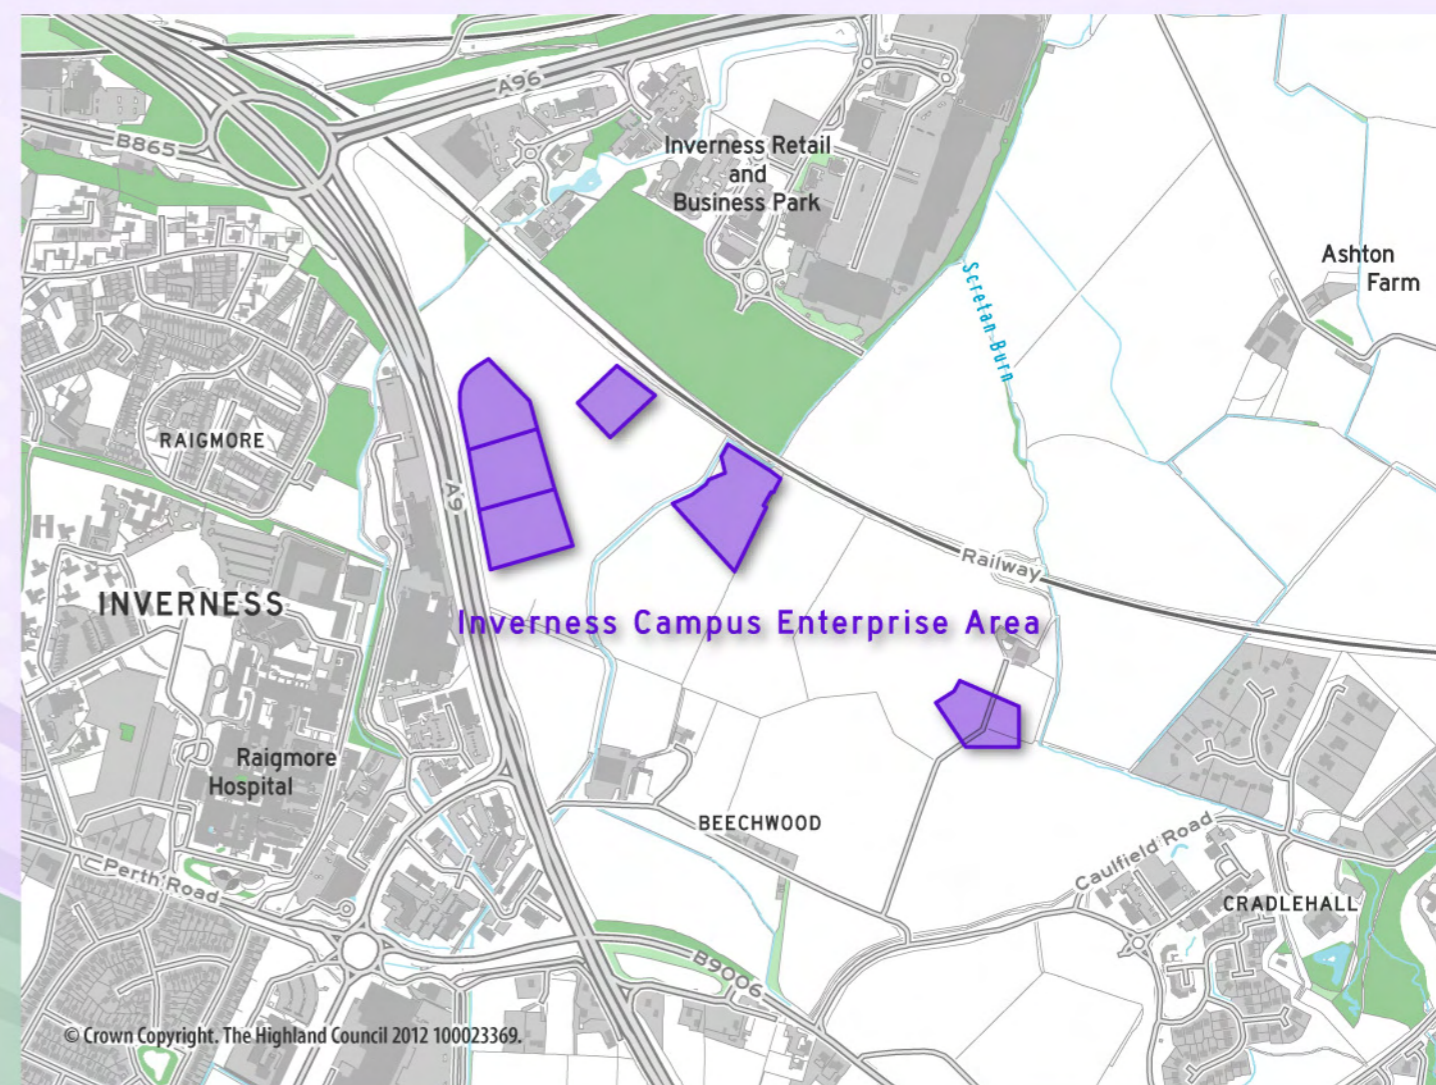 A96
B865
Inverness Retail
and
Business Park
Ashton
Farm
Scretan Burn
RAIGMORE
A9
H
Railway
INVERNESS
Inverness Campus Enterprise Area
Raigmore
Hospital
BEECHWOOD
Caulfield Road
Perth Road
CRADLEHALL
B9006
© Crown Copyright. The Highland Council 2012 100023369.